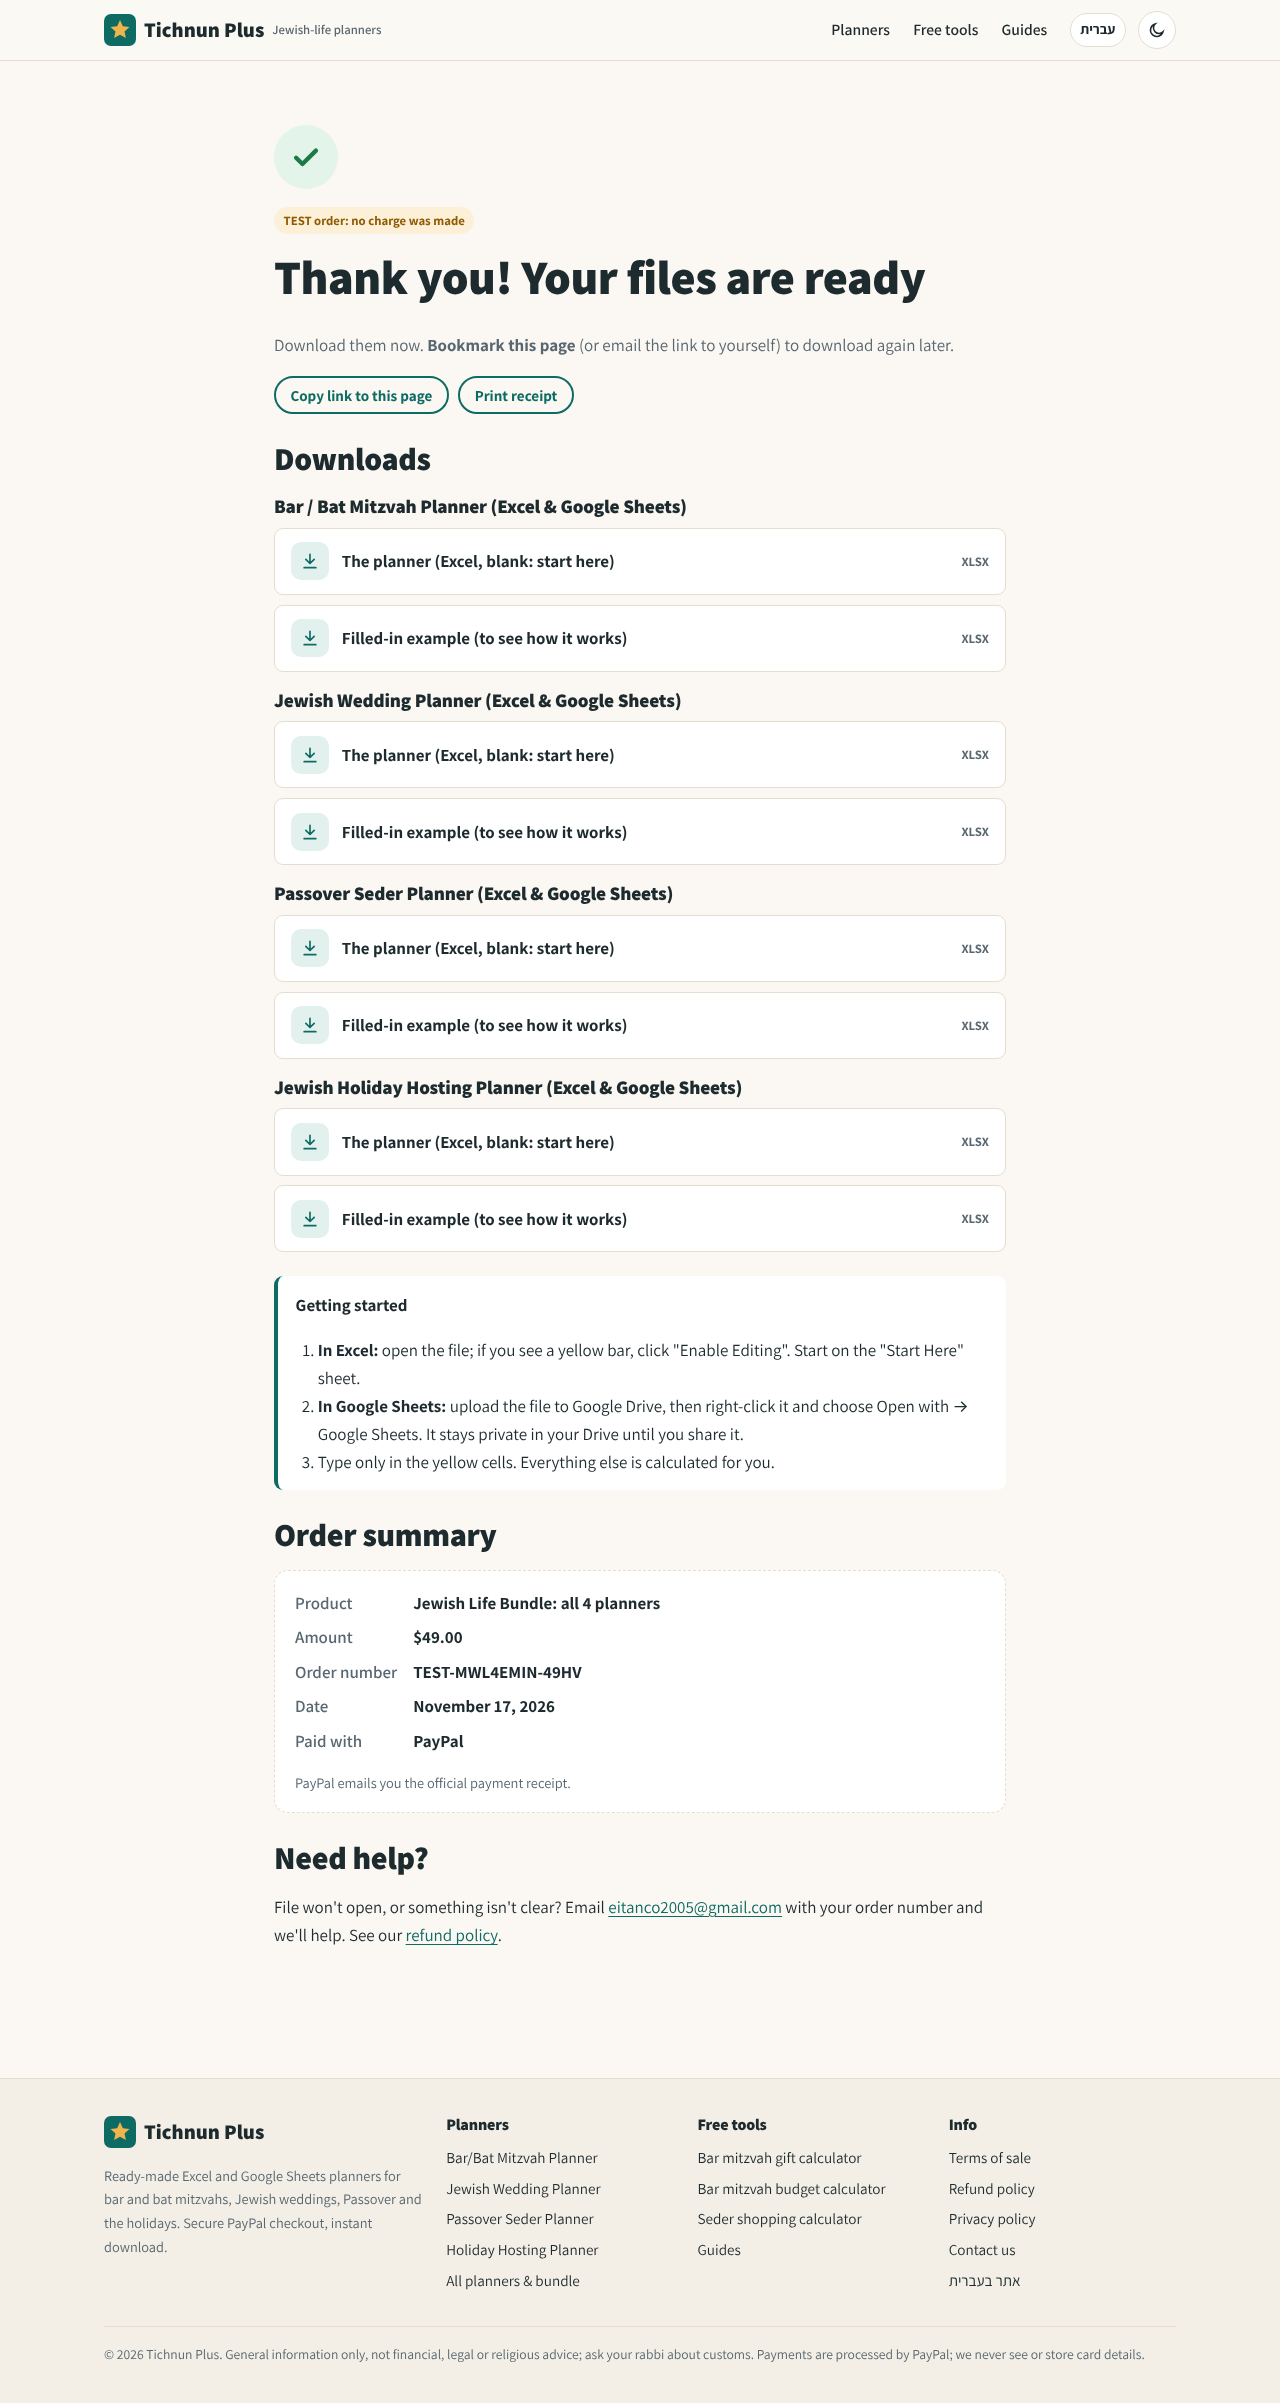 Tichnun Plus Jewish-life planners
Planners Free tools Guides עברית
TEST order: no charge was made
Thank you! Your files are ready
Download them now. Bookmark this page (or email the link to yourself) to download again later.
Copy link to this page Print receipt
Downloads
Bar / Bat Mitzvah Planner (Excel & Google Sheets)
The planner (Excel, blank: start here) XLSX
Filled-in example (to see how it works) XLSX
Jewish Wedding Planner (Excel & Google Sheets)
The planner (Excel, blank: start here) XLSX
Filled-in example (to see how it works) XLSX
Passover Seder Planner (Excel & Google Sheets)
The planner (Excel, blank: start here) XLSX
Filled-in example (to see how it works) XLSX
Jewish Holiday Hosting Planner (Excel & Google Sheets)
The planner (Excel, blank: start here) XLSX
Filled-in example (to see how it works) XLSX
Getting started
1. In Excel: open the file; if you see a yellow bar, click "Enable Editing". Start on the "Start Here"
sheet.
2. In Google Sheets: upload the file to Google Drive, then right-click it and choose Open with →
Google Sheets. It stays private in your Drive until you share it.
3. Type only in the yellow cells. Everything else is calculated for you.
Order summary
Product Jewish Life Bundle: all 4 planners
Amount $49.00
Order number TEST-MWL4EMIN-49HV
Date November 17, 2026
Paid with PayPal
PayPal emails you the official payment receipt.
Need help?
File won't open, or something isn't clear? Email eitanco2005@gmail.com with your order number and
we'll help. See our refund policy.
Tichnun Plus
Ready-made Excel and Google Sheets planners for
bar and bat mitzvahs, Jewish weddings, Passover and
the holidays. Secure PayPal checkout, instant
download.
Planners
Bar/Bat Mitzvah Planner
Jewish Wedding Planner
Passover Seder Planner
Holiday Hosting Planner
All planners & bundle
Free tools
Bar mitzvah gift calculator
Bar mitzvah budget calculator
Seder shopping calculator
Guides
Info
Terms of sale
Refund policy
Privacy policy
Contact us
אתר בעברית
© 2026 Tichnun Plus. General information only, not financial, legal or religious advice; ask your rabbi about customs. Payments are processed by PayPal; we never see or store card details.